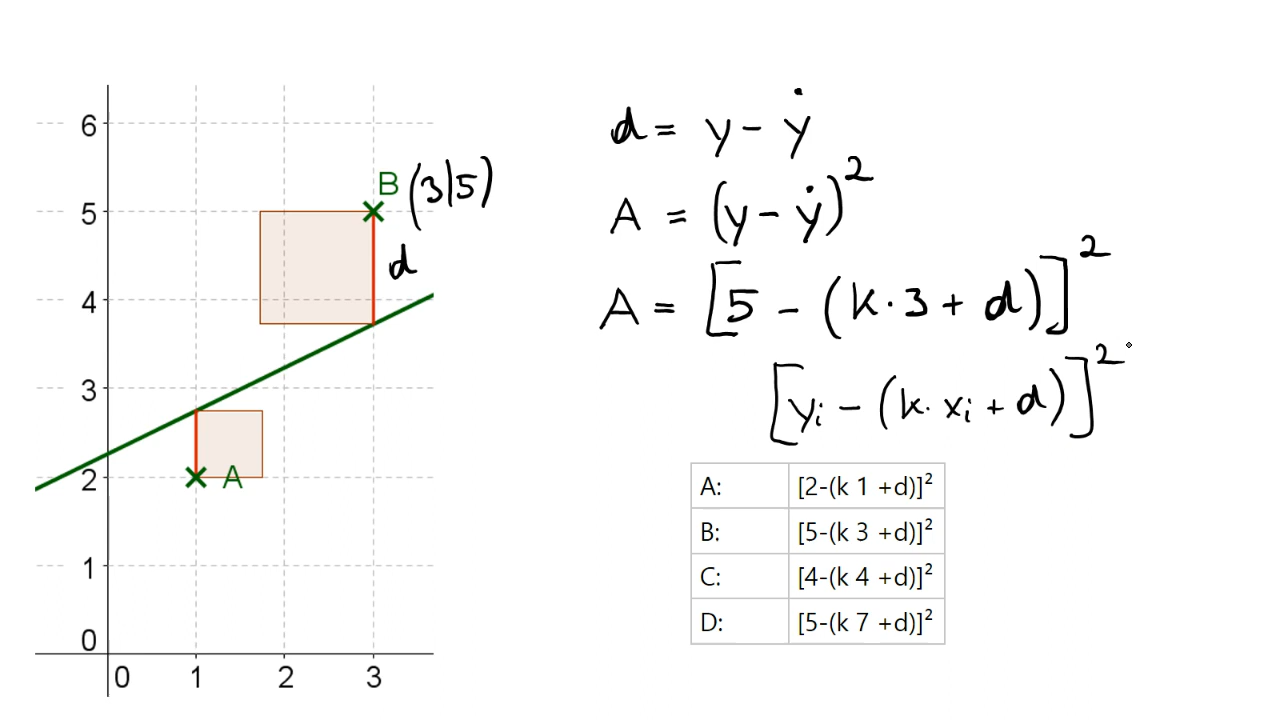 6
B (3|5)
5
d
4
3
2
A
1
0
0 1 2 3
d = y - ẏ
A = (y - ẏ)²
A = [5 - (k · 3 + d)]²
[yᵢ - (k · xᵢ + d)]²
A: [2-(k 1 +d)]²
B: [5-(k 3 +d)]²
C: [4-(k 4 +d)]²
D: [5-(k 7 +d)]²